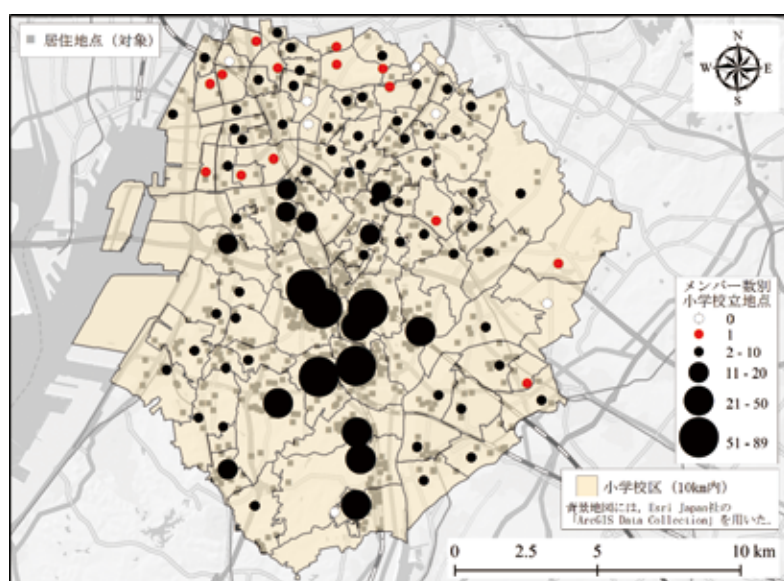 居住地点（対象）
N
W E
S
メンバー数別
小学校立地点
0
1
2 - 10
11 - 20
21 - 50
51 - 89
小学校区（10km内）
背景地図には，Esri Japan社の
「ArcGIS Data Collection」を用いた.
0 2.5 5 10 km